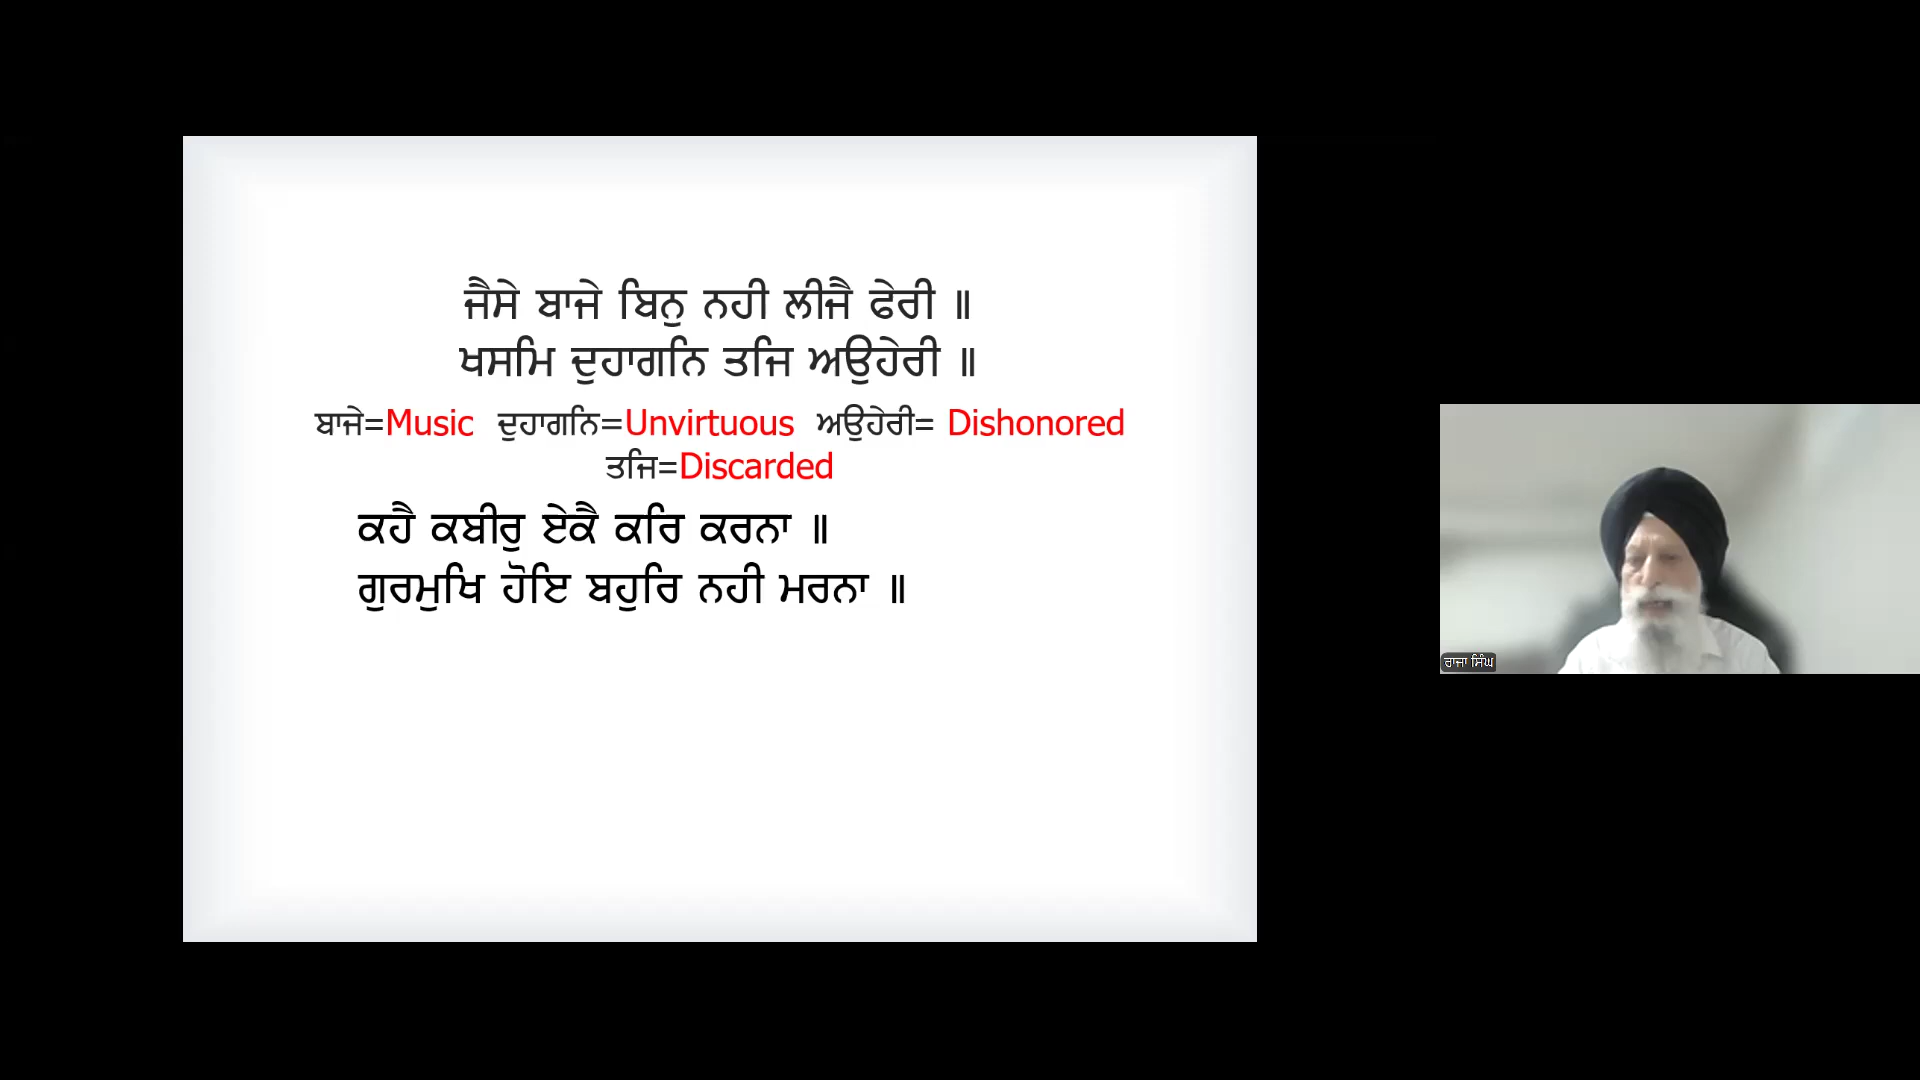 ਜੈਸੇ ਬਾਜੇ ਬਿਨੁ ਨਹੀ ਲੀਜੈ ਫੇਰੀ ॥
ਖਸਮਿ ਦੁਹਾਗਨਿ ਤਜਿ ਅਉਹੇਰੀ ॥
ਬਾਜੇ=Music ਦੁਹਾਗਨਿ=Unvirtuous ਅਉਹੇਰੀ= Dishonored
ਤਜਿ=Discarded
ਕਹੈ ਕਬੀਰੁ ਏਕੈ ਕਰਿ ਕਰਨਾ ॥
ਗੁਰਮੁਖਿ ਹੋਇ ਬਹੁਰਿ ਨਹੀ ਮਰਨਾ ॥
ਰਾਜਾ ਸਿੰਘ